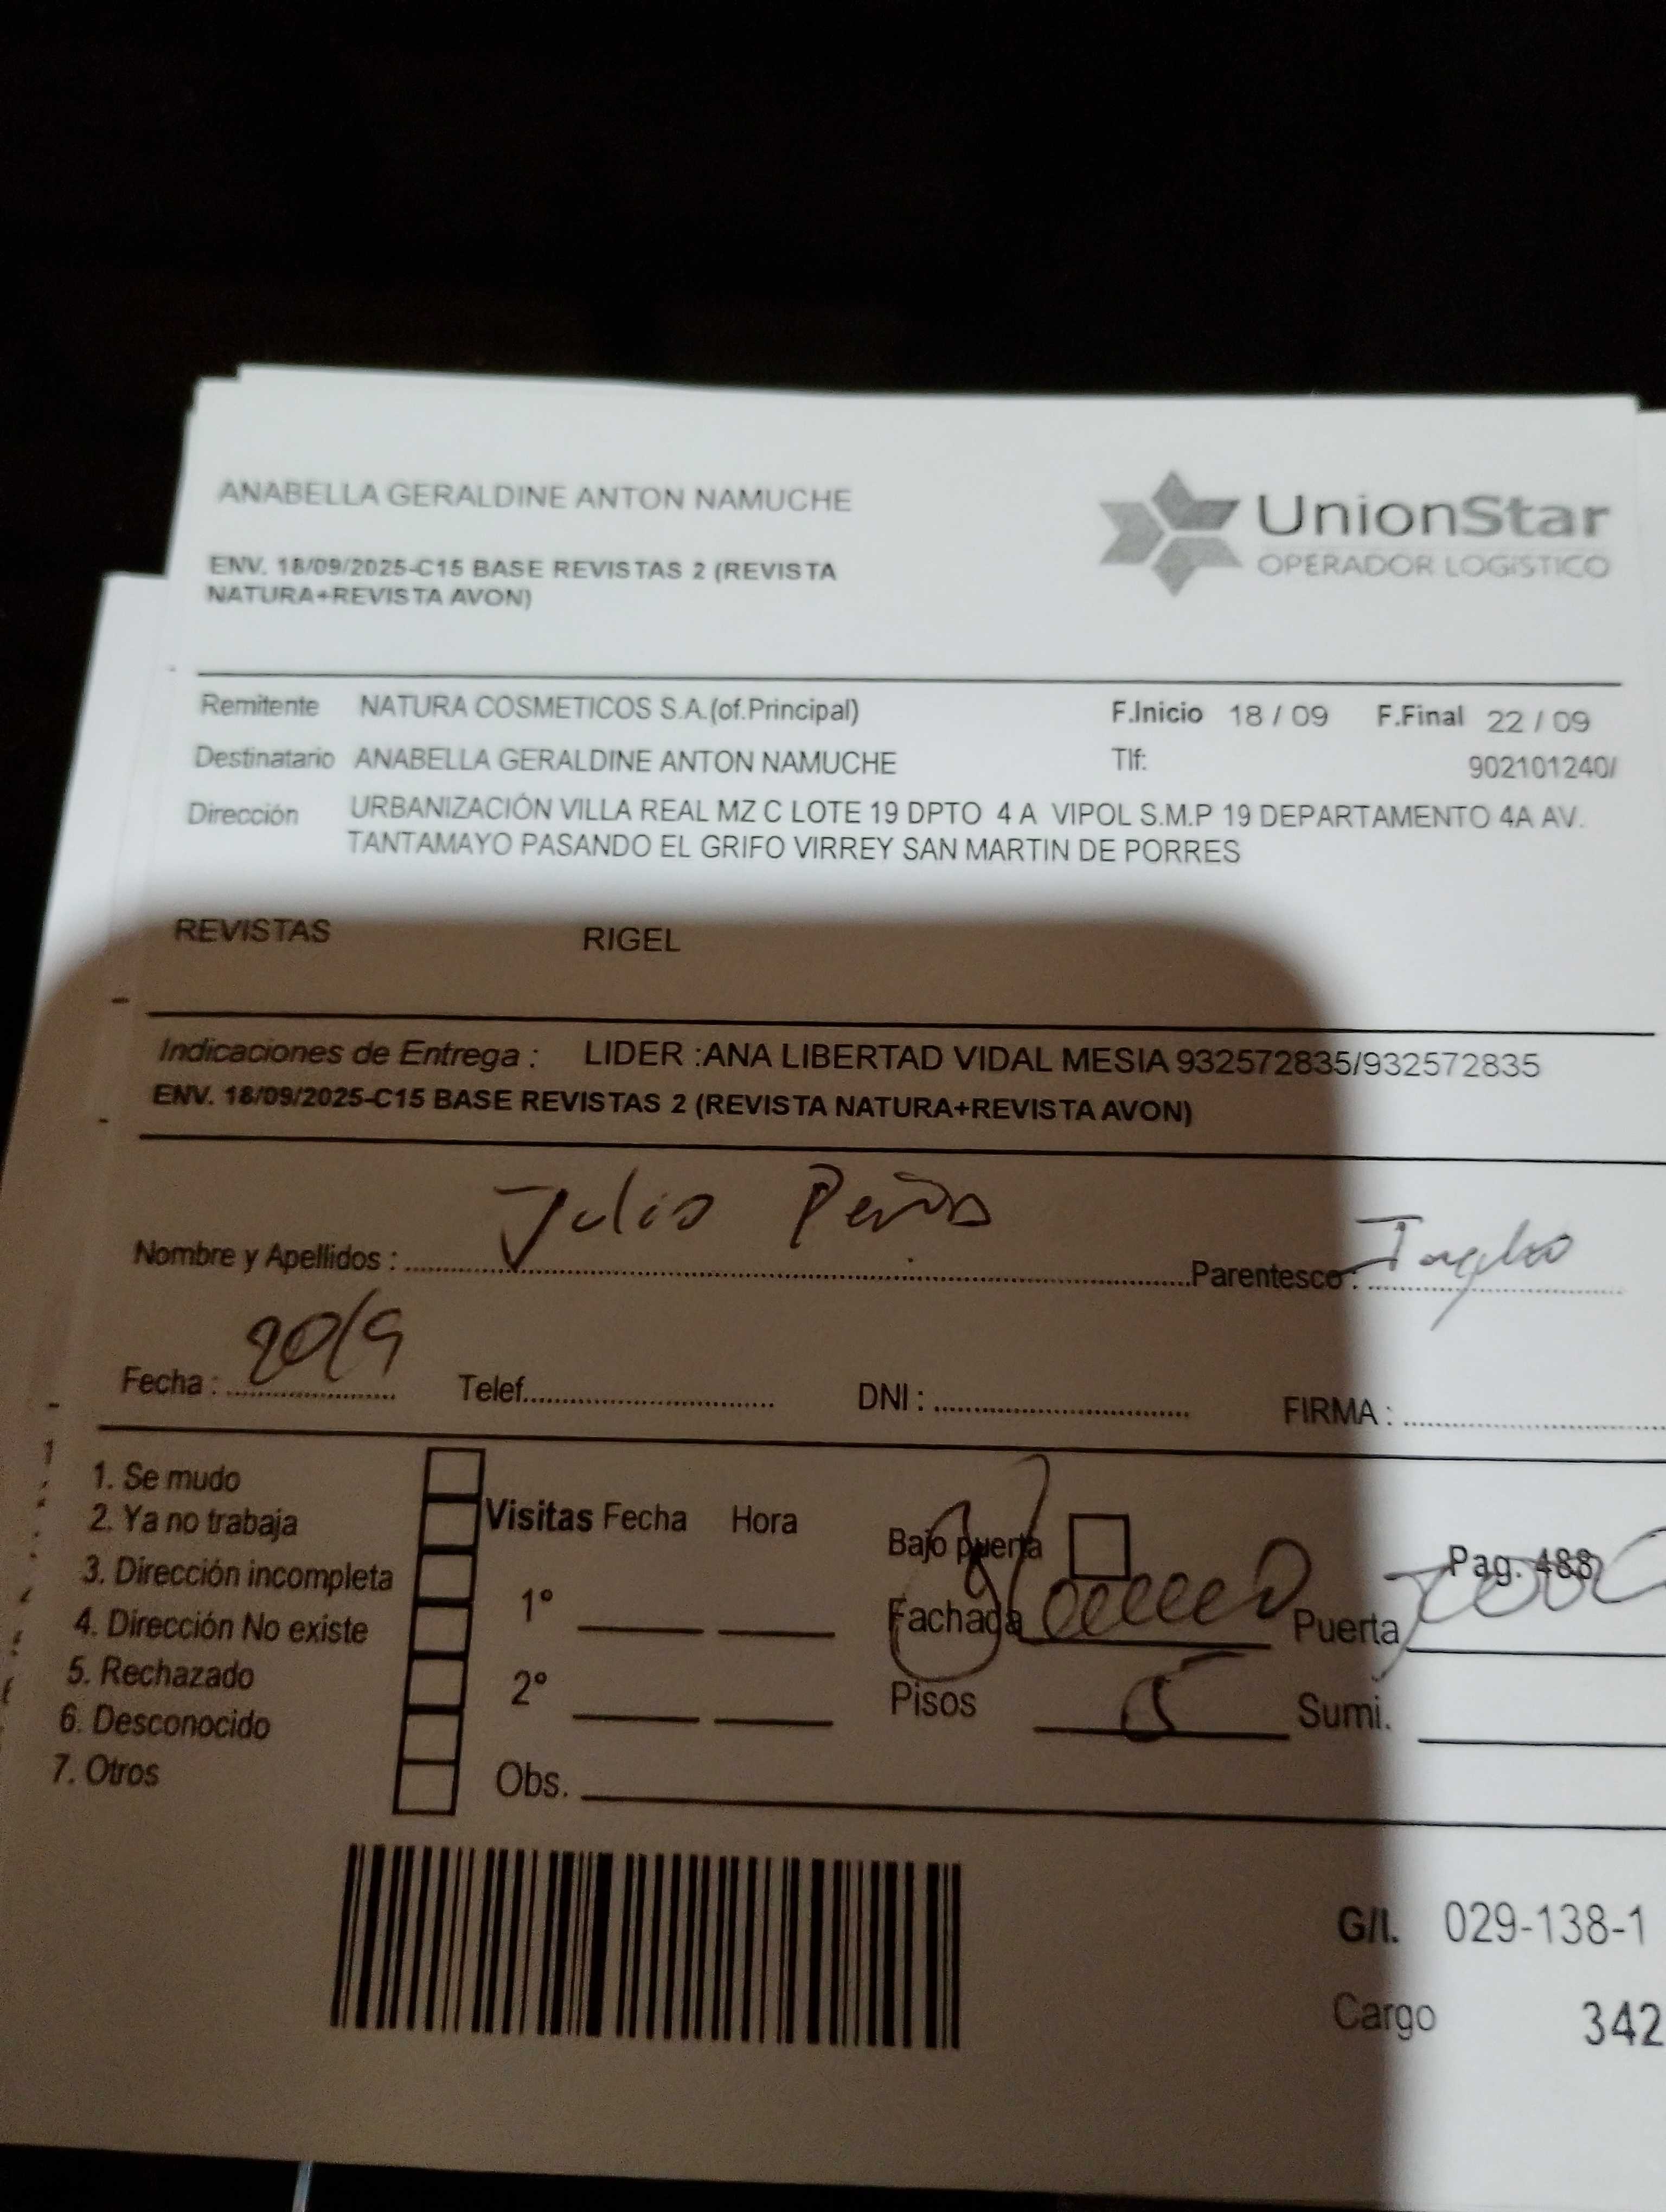 ANABELLA GERALDINE ANTON NAMUCHE
UnionStar
OPERADOR LOGISTICO
ENV. 18/09/2025-C15 BASE REVISTAS 2 (REVISTA
NATURA+REVISTA AVON)
Remitente NATURA COSMETICOS S.A.(of.Principal) F.Inicio 18 / 09 F.Final 22 / 09
Destinatario ANABELLA GERALDINE ANTON NAMUCHE Tlf: 902101240/
Dirección URBANIZACIÓN VILLA REAL MZ C LOTE 19 DPTO 4 A VIPOL S.M.P 19 DEPARTAMENTO 4A AV.
TANTAMAYO PASANDO EL GRIFO VIRREY SAN MARTIN DE PORRES
REVISTAS RIGEL
Indicaciones de Entrega : LIDER :ANA LIBERTAD VIDAL MESIA 932572835/932572835
ENV. 18/09/2025-C15 BASE REVISTAS 2 (REVISTA NATURA+REVISTA AVON)
Nombre y Apellidos : Julio Peña Parentesco :
Fecha : 20/9 Telef. DNI : FIRMA :
1. Se mudo
2. Ya no trabaja
3. Dirección incompleta
4. Dirección No existe
5. Rechazado
6. Desconocido
7. Otros
Visitas Fecha Hora
1°
2°
Obs.
Bajo puerta Pag. 488
Fachada Puerta
Pisos 5 Sumi.
G/I. 029-138-1
Cargo 342